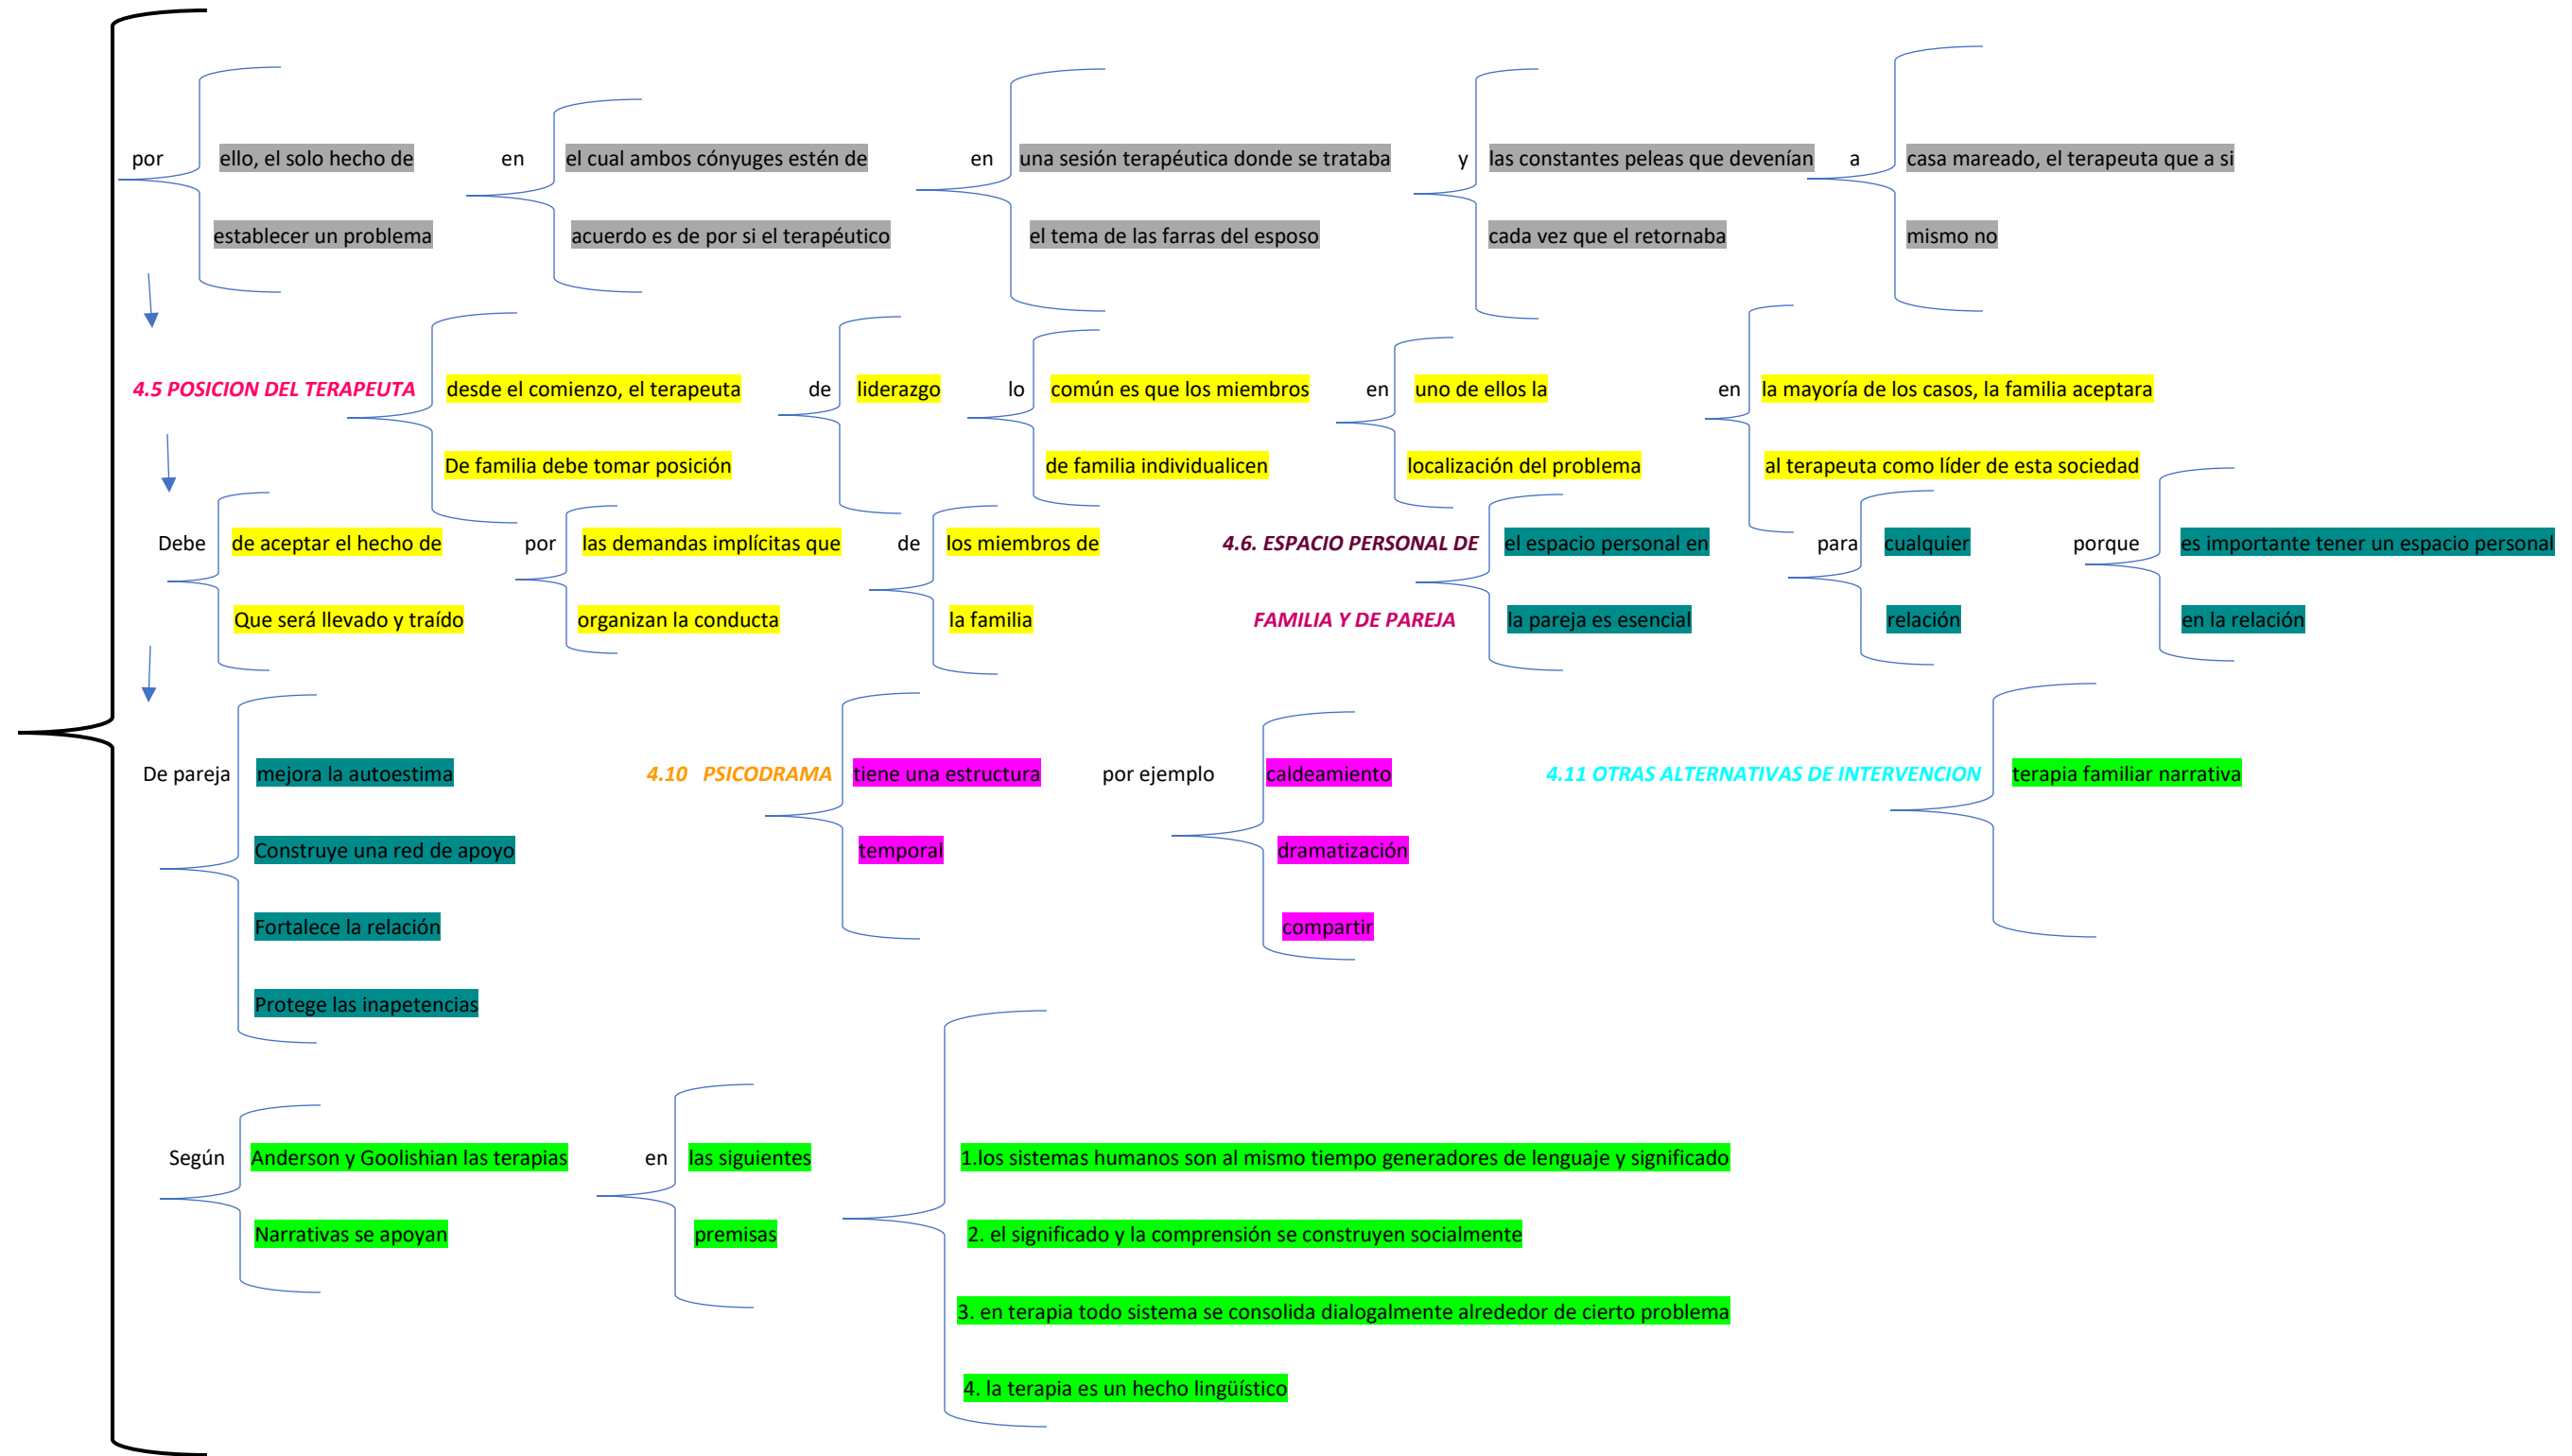 por ello, el solo hecho de en el cual ambos cónyuges estén de en una sesión terapéutica donde se trataba y las constantes peleas que devenían a casa mareado, el terapeuta que a si
establecer un problema acuerdo es de por si el terapéutico el tema de las farras del esposo cada vez que el retornaba mismo no
4.5 POSICION DEL TERAPEUTA desde el comienzo, el terapeuta de liderazgo lo común es que los miembros en uno de ellos la en la mayoría de los casos, la familia aceptara
De familia debe tomar posición de familia individualicen localización del problema al terapeuta como líder de esta sociedad
Debe de aceptar el hecho de por las demandas implícitas que de los miembros de 4.6. ESPACIO PERSONAL DE el espacio personal en para cualquier porque es importante tener un espacio personal
Que será llevado y traído organizan la conducta la familia FAMILIA Y DE PAREJA la pareja es esencial relación en la relación
De pareja mejora la autoestima 4.10 PSICODRAMA tiene una estructura por ejemplo caldeamiento 4.11 OTRAS ALTERNATIVAS DE INTERVENCION terapia familiar narrativa
Construye una red de apoyo temporal dramatización
Fortalece la relación compartir
Protege las inapetencias
Según Anderson y Goolishian las terapias en las siguientes 1.los sistemas humanos son al mismo tiempo generadores de lenguaje y significado
Narrativas se apoyan premisas 2. el significado y la comprensión se construyen socialmente
3. en terapia todo sistema se consolida dialogalmente alrededor de cierto problema
4. la terapia es un hecho lingüístico